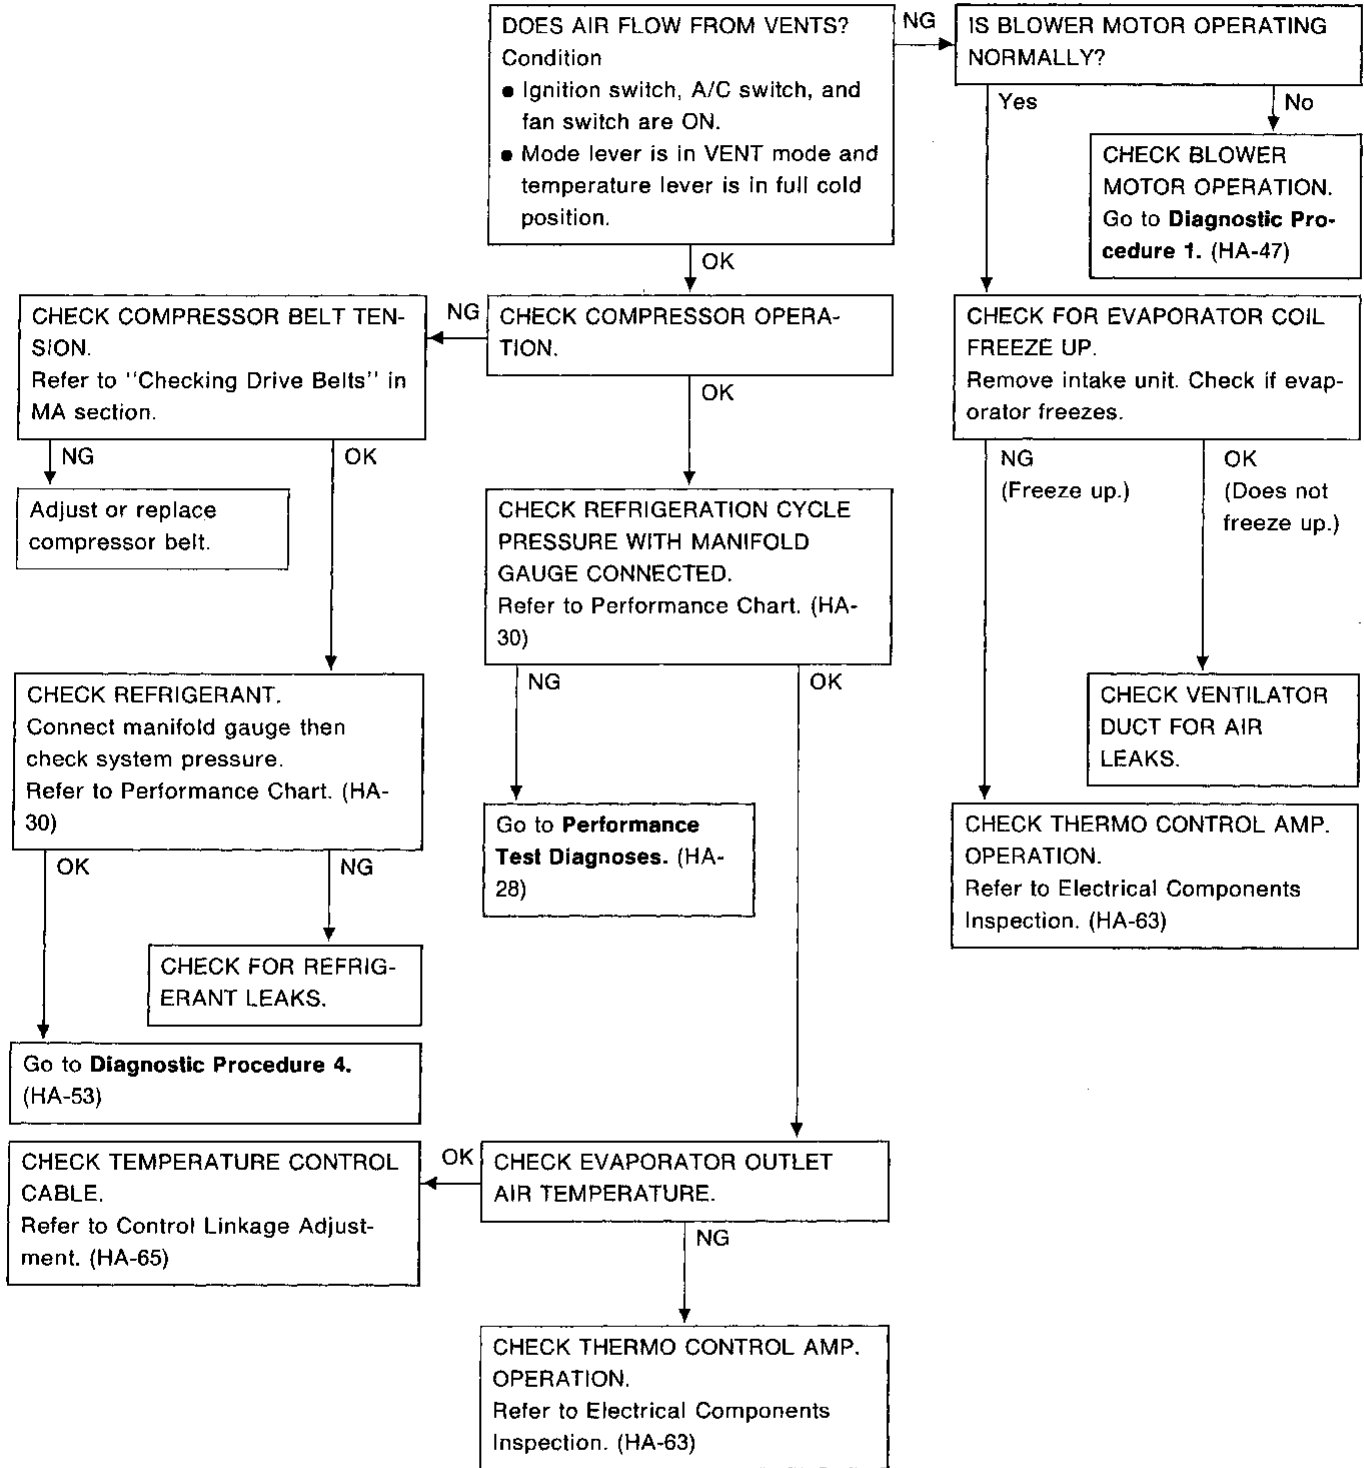 DOES AIR FLOW FROM VENTS?
Condition
● Ignition switch, A/C switch, and
fan switch are ON.
● Mode lever is in VENT mode and
temperature lever is in full cold
position.
NG
IS BLOWER MOTOR OPERATING
NORMALLY?
Yes
No
CHECK BLOWER
MOTOR OPERATION.
Go to Diagnostic Pro-
cedure 1. (HA-47)
OK
CHECK COMPRESSOR OPERA-
TION.
NG
CHECK COMPRESSOR BELT TEN-
SION.
Refer to "Checking Drive Belts" in
MA section.
NG
OK
Adjust or replace
compressor belt.
OK
CHECK FOR EVAPORATOR COIL
FREEZE UP.
Remove intake unit. Check if evap-
orator freezes.
NG
(Freeze up.)
OK
(Does not
freeze up.)
CHECK REFRIGERATION CYCLE
PRESSURE WITH MANIFOLD
GAUGE CONNECTED.
Refer to Performance Chart. (HA-
30)
NG
OK
CHECK REFRIGERANT.
Connect manifold gauge then
check system pressure.
Refer to Performance Chart. (HA-
30)
OK
NG
CHECK VENTILATOR
DUCT FOR AIR
LEAKS.
Go to Performance
Test Diagnoses. (HA-
28)
CHECK THERMO CONTROL AMP.
OPERATION.
Refer to Electrical Components
Inspection. (HA-63)
CHECK FOR REFRIG-
ERANT LEAKS.
Go to Diagnostic Procedure 4.
(HA-53)
CHECK TEMPERATURE CONTROL
CABLE.
Refer to Control Linkage Adjust-
ment. (HA-65)
OK
CHECK EVAPORATOR OUTLET
AIR TEMPERATURE.
NG
CHECK THERMO CONTROL AMP.
OPERATION.
Refer to Electrical Components
Inspection. (HA-63)